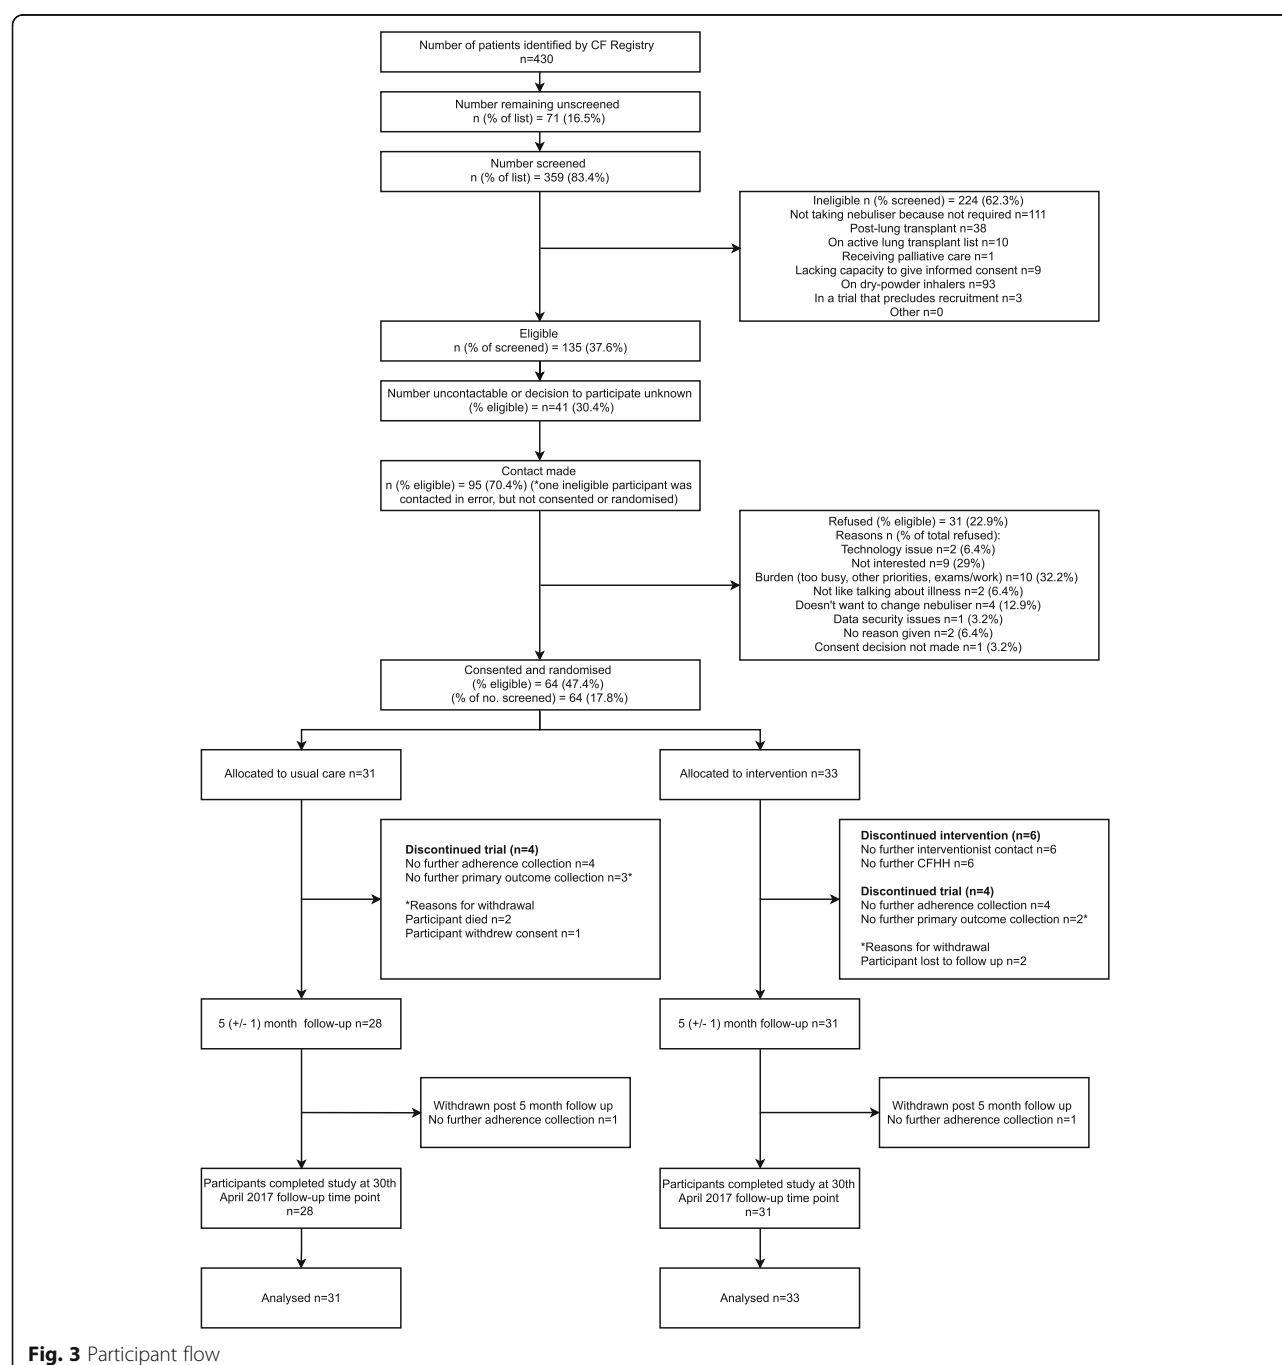 Number of patients identified by CF Registry
n=430
Number remaining unscreened
n (% of list) = 71 (16.5%)
Number screened
n (% of list) = 359 (83.4%)
Ineligible n (% screened) = 224 (62.3%)
Not taking nebuliser because not required n=111
Post-lung transplant n=38
On active lung transplant list n=10
Receiving palliative care n=1
Lacking capacity to give informed consent n=9
On dry-powder inhalers n=93
In a trial that precludes recruitment n=3
Other n=0
Eligible
n (% of screened) = 135 (37.6%)
Number uncontactable or decision to participate unknown
(% eligible) = n=41 (30.4%)
Contact made
n (% eligible) = 95 (70.4%) (*one ineligible participant was
contacted in error, but not consented or randomised)
Refused (% eligible) = 31 (22.9%)
Reasons n (% of total refused):
Technology issue n=2 (6.4%)
Not interested n=9 (29%)
Burden (too busy, other priorities, exams/work) n=10 (32.2%)
Not like talking about illness n=2 (6.4%)
Doesn't want to change nebuliser n=4 (12.9%)
Data security issues n=1 (3.2%)
No reason given n=2 (6.4%)
Consent decision not made n=1 (3.2%)
Consented and randomised
(% eligible) = 64 (47.4%)
(% of no. screened) = 64 (17.8%)
Allocated to usual care n=31
Allocated to intervention n=33
Discontinued trial (n=4)
No further adherence collection n=4
No further primary outcome collection n=3*
*Reasons for withdrawal
Participant died n=2
Participant withdrew consent n=1
Discontinued intervention (n=6)
No further interventionist contact n=6
No further CFHH n=6
Discontinued trial (n=4)
No further adherence collection n=4
No further primary outcome collection n=2*
*Reasons for withdrawal
Participant lost to follow up n=2
5 (+/- 1) month follow-up n=28
5 (+/- 1) month follow-up n=31
Withdrawn post 5 month follow up
No further adherence collection n=1
Withdrawn post 5 month follow up
No further adherence collection n=1
Participants completed study at 30th
April 2017 follow-up time point
n=28
Participants completed study at 30th
April 2017 follow-up time point
n=31
Analysed n=31
Analysed n=33
Fig. 3 Participant flow